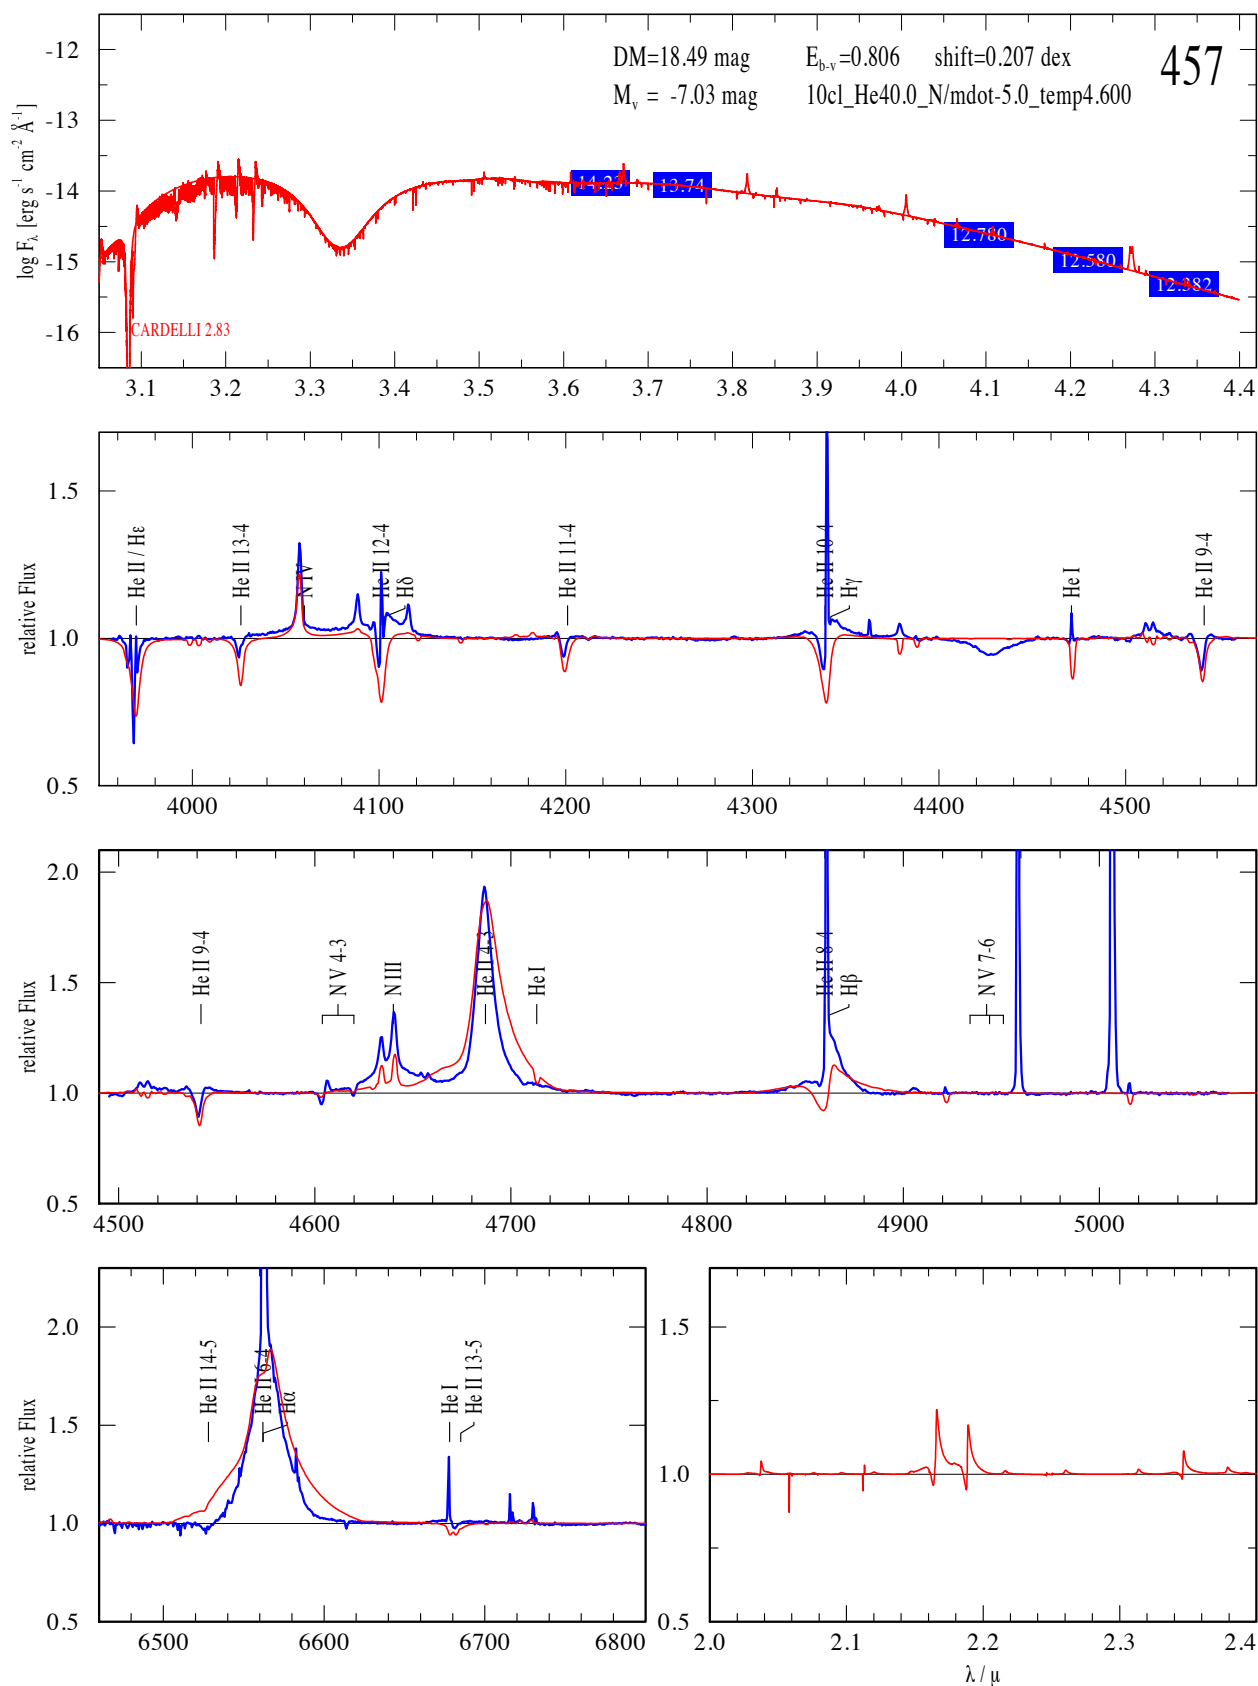 DM=18.49 mag E_b-v=0.806 shift=0.207 dex 457
M_v = -7.03 mag 10cl_He40.0_N/mdot-5.0_temp4.600
log F_λ [erg s⁻¹ cm⁻² Å⁻¹]
-12
-13
-14
-15
-16
14.23 13.74 12.780 12.580 12.382
CARDELLI 2.83
3.1 3.2 3.3 3.4 3.5 3.6 3.7 3.8 3.9 4.0 4.1 4.2 4.3 4.4
relative Flux
1.5
1.0
0.5
He II / Hε
He II 13-4
N IV
He II 12-4
Hδ
He II 11-4
He II 10-4
Hγ
He I
He II 9-4
4000 4100 4200 4300 4400 4500
relative Flux
2.0
1.5
1.0
0.5
He II 9-4
N V 4-3
N III
He II 4-3
He I
He II 8-4
Hβ
N V 7-6
4500 4600 4700 4800 4900 5000
relative Flux
2.0
1.5
1.0
0.5
He II 14-5
He II 6-4
Hα
He I
He II 13-5
6500 6600 6700 6800
1.5
1.0
0.5
2.0 2.1 2.2 2.3 2.4
λ / μ